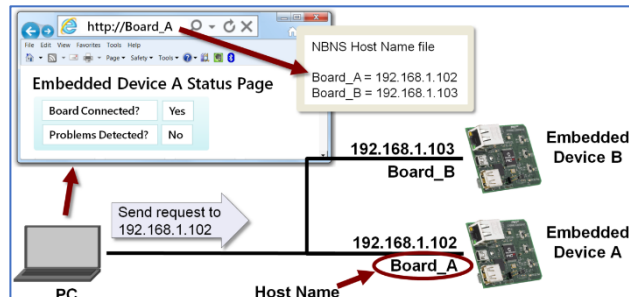 http://Board_A
File Edit View Favorites Tools Help
Page Safety Tools
Embedded Device A Status Page
Board Connected? Yes
Problems Detected? No
NBNS Host Name file
Board_A = 192.168.1.102
Board_B = 192.168.1.103
192.168.1.103
Board_B
Embedded
Device B
Send request to
192.168.1.102
192.168.1.102
Board_A
Embedded
Device A
PC
Host Name